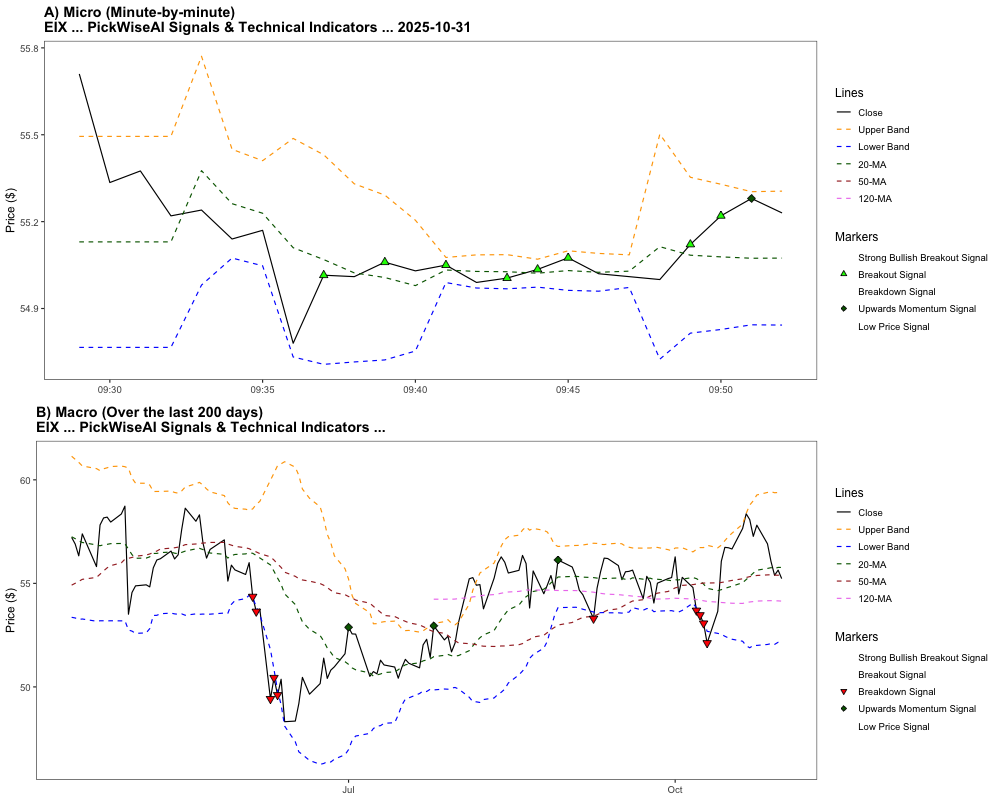 A) Micro (Minute-by-minute)
EIX ... PickWiseAI Signals & Technical Indicators ... 2025-10-31
55.8
55.5
55.2
54.9
Price ($)
09:30
09:35
09:40
09:45
09:50
Lines
Close
Upper Band
Lower Band
20-MA
50-MA
120-MA
Markers
Strong Bullish Breakout Signal
Breakout Signal
Breakdown Signal
Upwards Momentum Signal
Low Price Signal
B) Macro (Over the last 200 days)
EIX ... PickWiseAI Signals & Technical Indicators ...
60
55
50
Price ($)
Jul
Oct
Lines
Close
Upper Band
Lower Band
20-MA
50-MA
120-MA
Markers
Strong Bullish Breakout Signal
Breakout Signal
Breakdown Signal
Upwards Momentum Signal
Low Price Signal